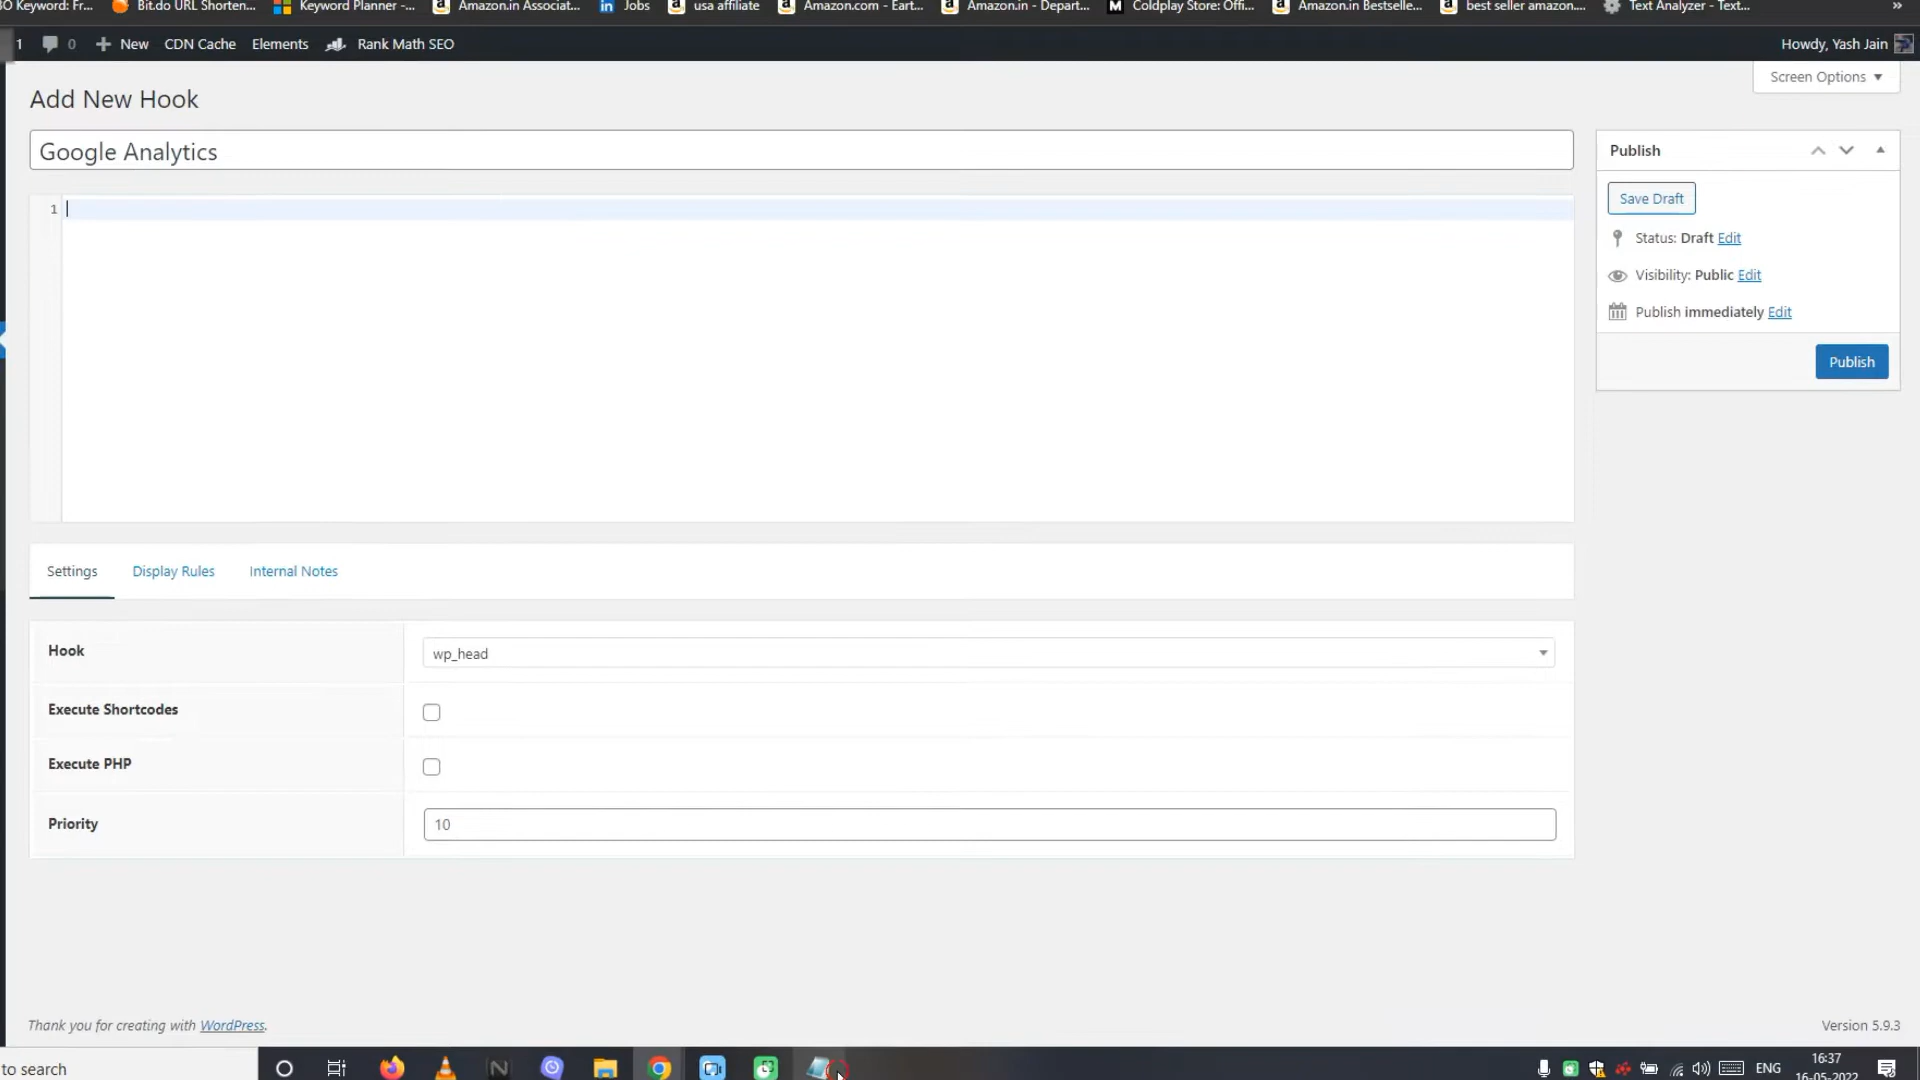 SO Keyword: Fr... Bit.do URL Shorten... Keyword Planner -... Amazon.in Associat... Jobs usa affiliate Amazon.com - Eart... Amazon.in - Depart... Coldplay Store: Offi... Amazon.in Bestselle... best seller amazon.... Text Analyzer - Text... »
1 0 New CDN Cache Elements Rank Math SEO Howdy, Yash Jain
Screen Options
Add New Hook
Google Analytics
Publish
1
Save Draft
Status: Draft Edit
Visibility: Public Edit
Publish immediately Edit
Publish
Settings Display Rules Internal Notes
Hook wp_head
Execute Shortcodes
Execute PHP
Priority 10
Thank you for creating with WordPress. Version 5.9.3
to search ENG 16:37
16-05-2022